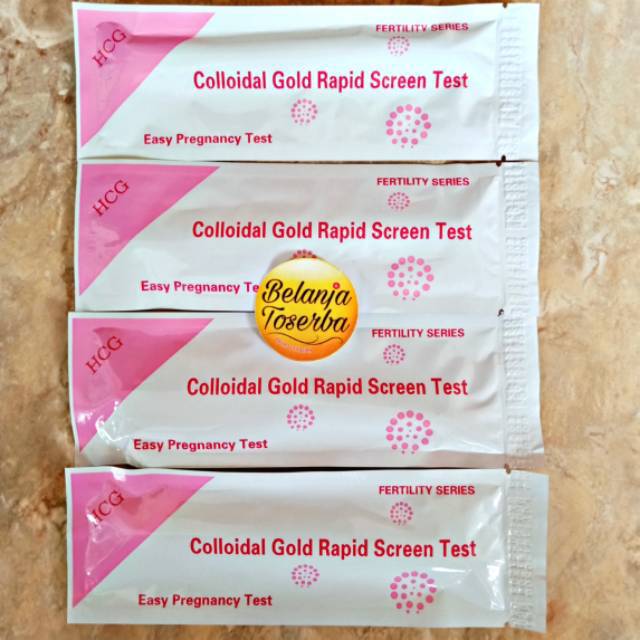 HCG
FERTILITY SERIES
Colloidal Gold Rapid Screen Test
Easy Pregnancy Test
HCG
FERTILITY SERIES
Colloidal Gold Rapid Screen Test
Easy Pregnancy Te
Belanja
Toserba
HCG
FERTILITY SERIES
Colloidal Gold Rapid Screen Test
Easy Pregnancy Test
HCG
FERTILITY SERIES
Colloidal Gold Rapid Screen Test
Easy Pregnancy Test